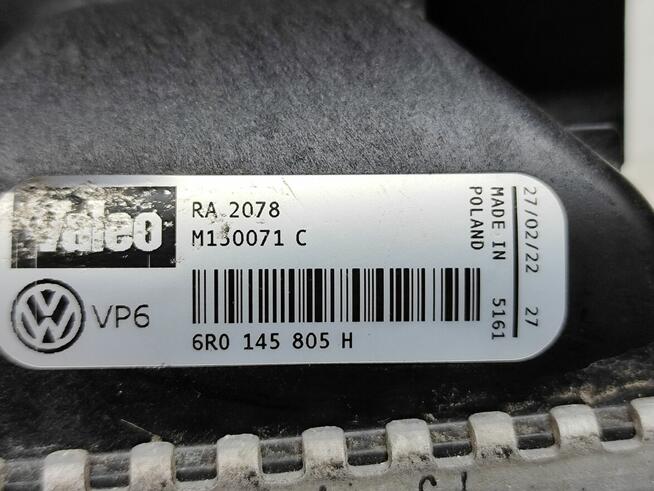 Valeo
RA 2078
M130071 C
VP6
6R0 145 805 H
MADE IN 5161
POLAND
27/02/22 27